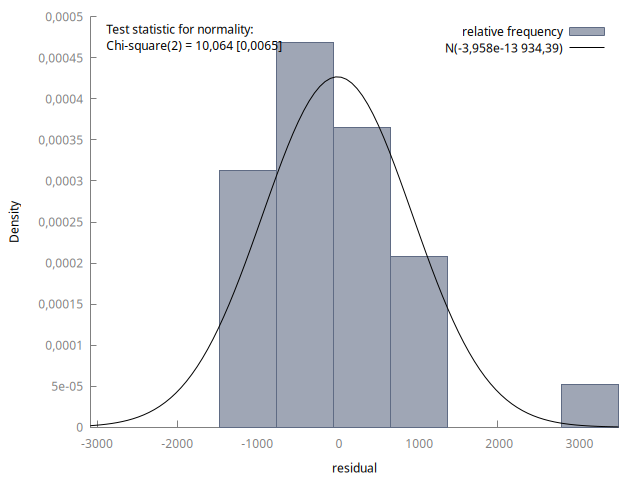 Test statistic for normality:
Chi-square(2) = 10,064 [0,0065]
relative frequency
N(-3,958e-13 934,39)
0,0005
0,00045
0,0004
0,00035
0,0003
0,00025
0,0002
0,00015
0,0001
5e-05
0
Density
-3000 -2000 -1000 0 1000 2000 3000
residual